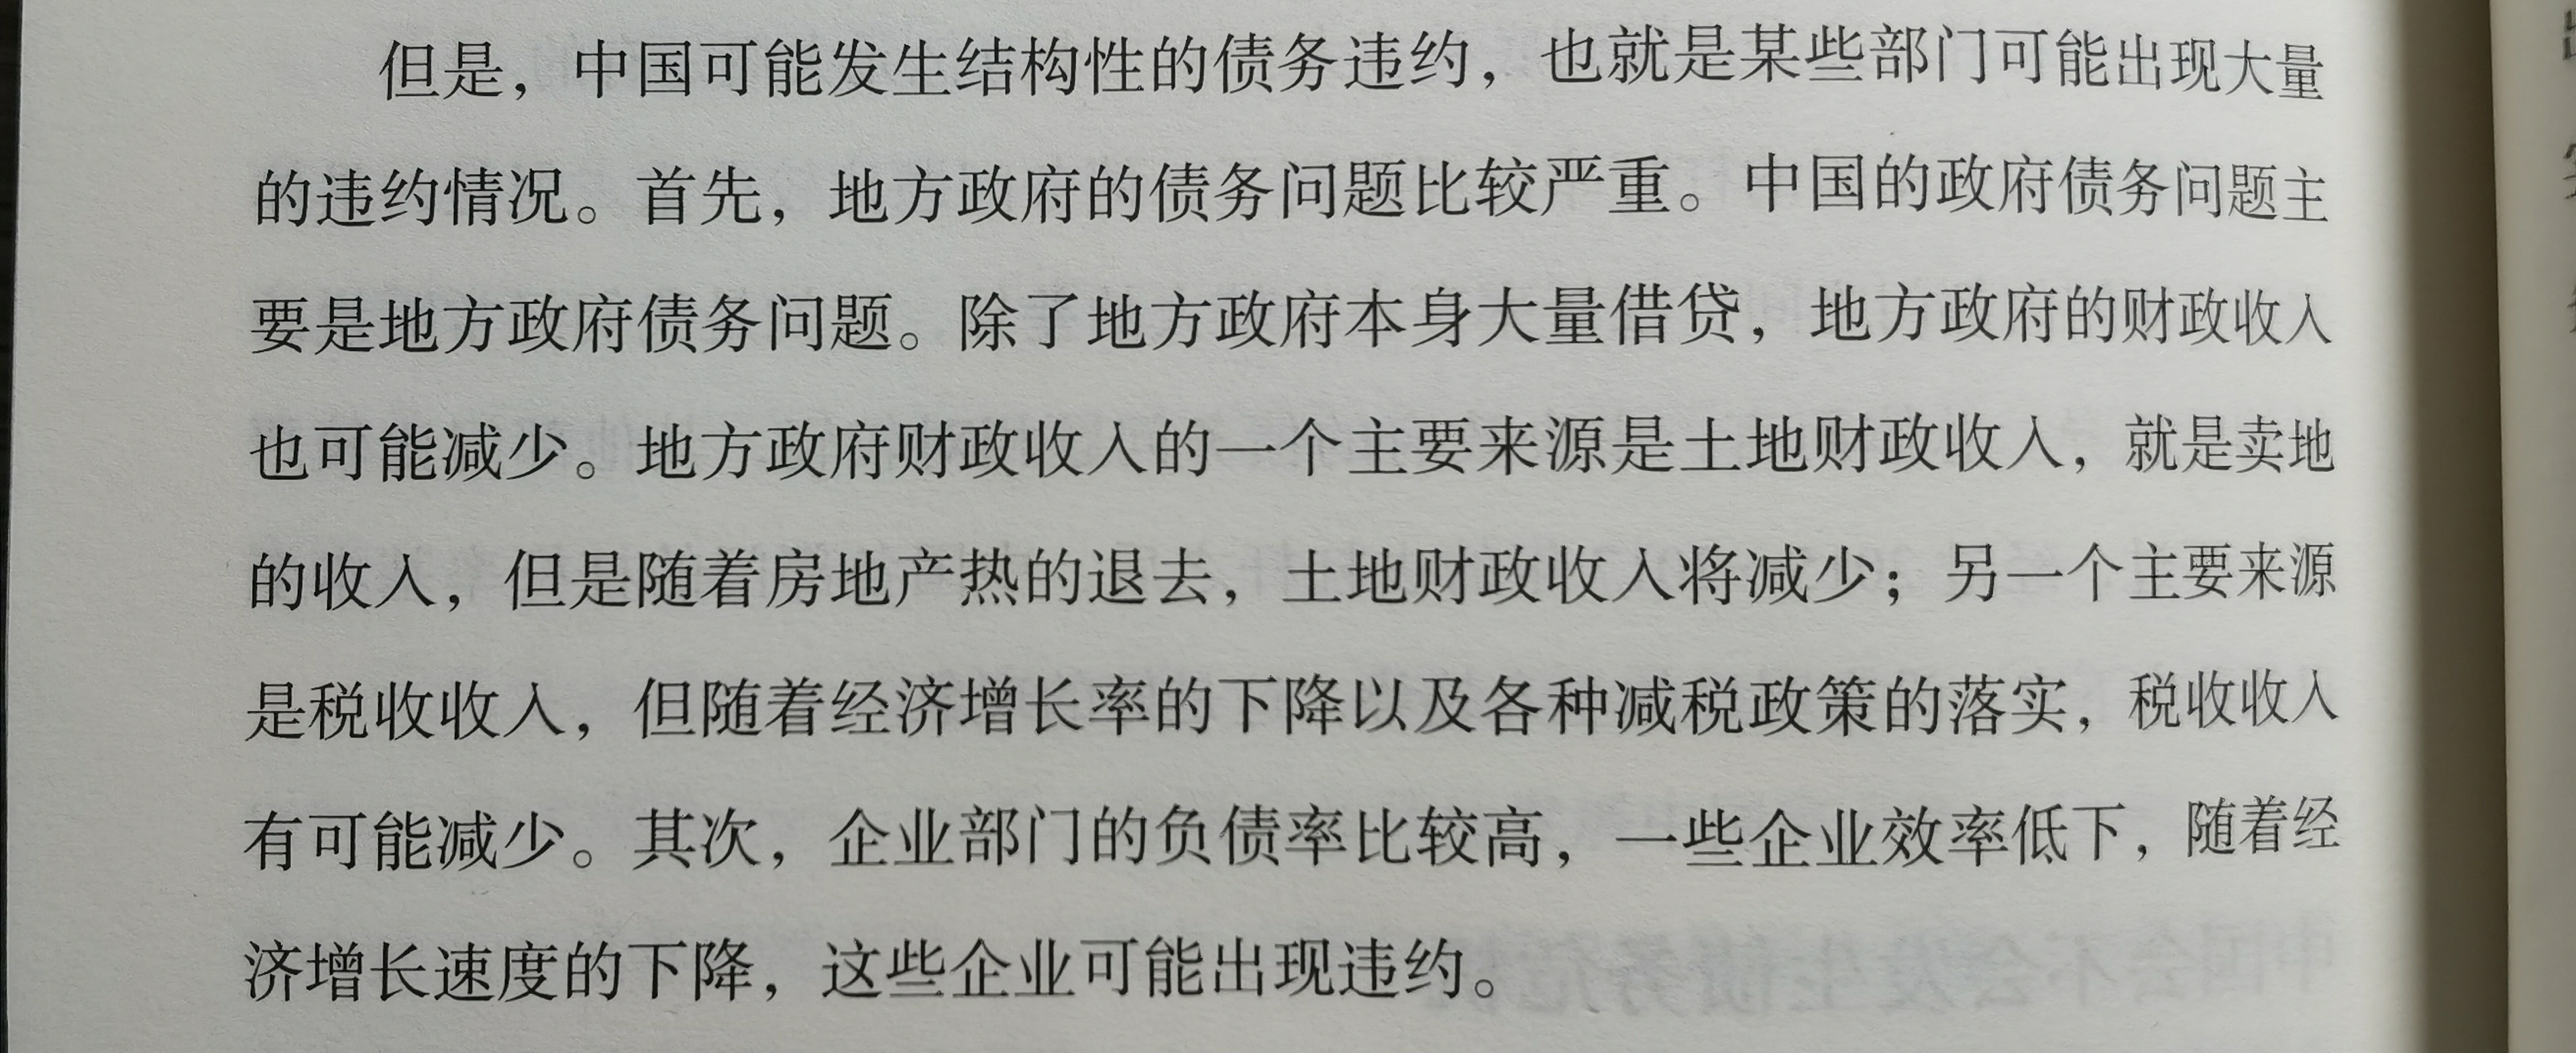 但是，中国可能发生结构性的债务违约，也就是某些部门可能出现大量
的违约情况。首先，地方政府的债务问题比较严重。中国的政府债务问题主
要是地方政府债务问题。除了地方政府本身大量借贷，地方政府的财政收入
也可能减少。地方政府财政收入的一个主要来源是土地财政收入，就是卖地
的收入，但是随着房地产热的退去，土地财政收入将减少；另一个主要来源
是税收收入，但随着经济增长率的下降以及各种减税政策的落实，税收收入
有可能减少。其次，企业部门的负债率比较高，一些企业效率低下，随着经
济增长速度的下降，这些企业可能出现违约。